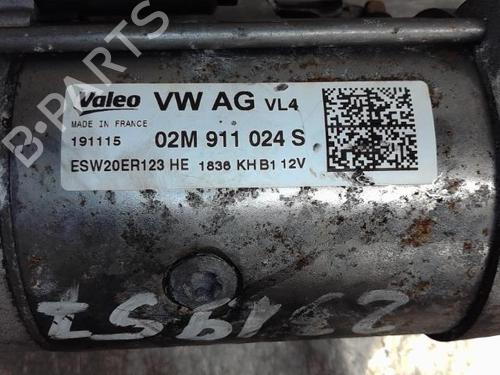 B-PARTS
Valeo VW AG VL4
MADE IN FRANCE
191115 02M 911 024 S
ESW20ER123 HE 1836 KH B1 12V